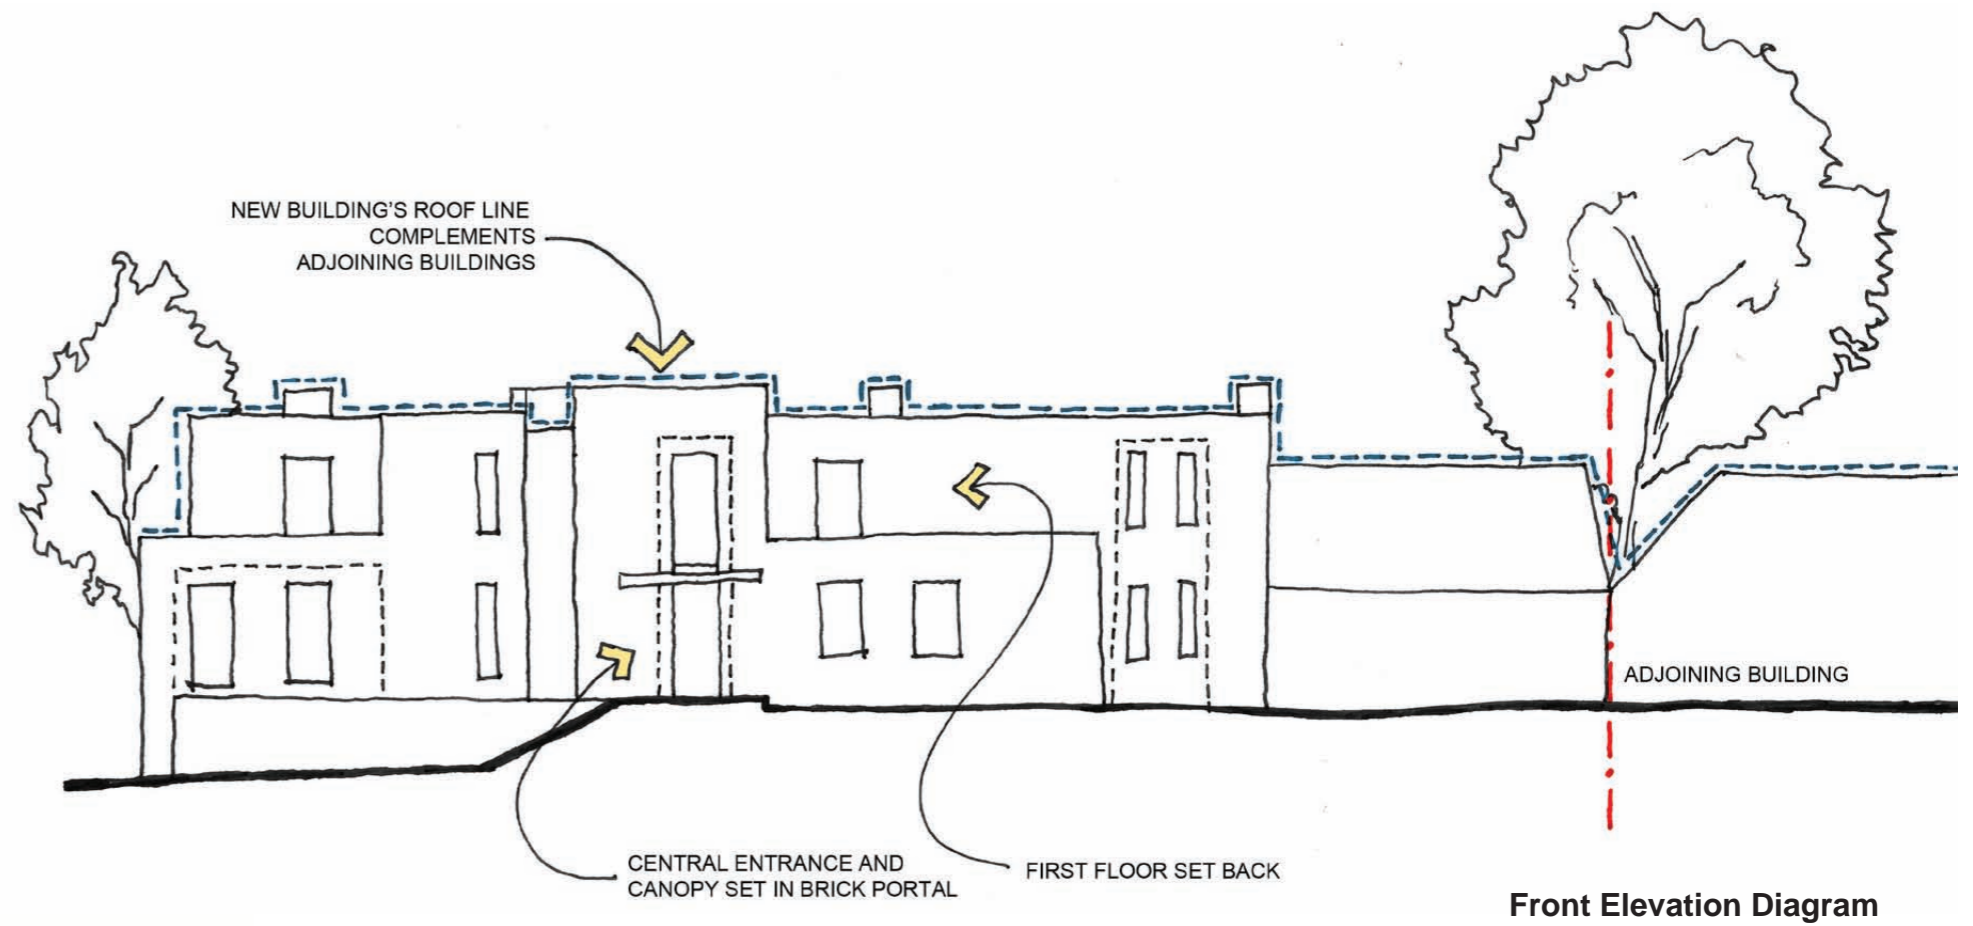 NEW BUILDING'S ROOF LINE
COMPLEMENTS
ADJOINING BUILDINGS
ADJOINING BUILDING
CENTRAL ENTRANCE AND
CANOPY SET IN BRICK PORTAL
FIRST FLOOR SET BACK
Front Elevation Diagram